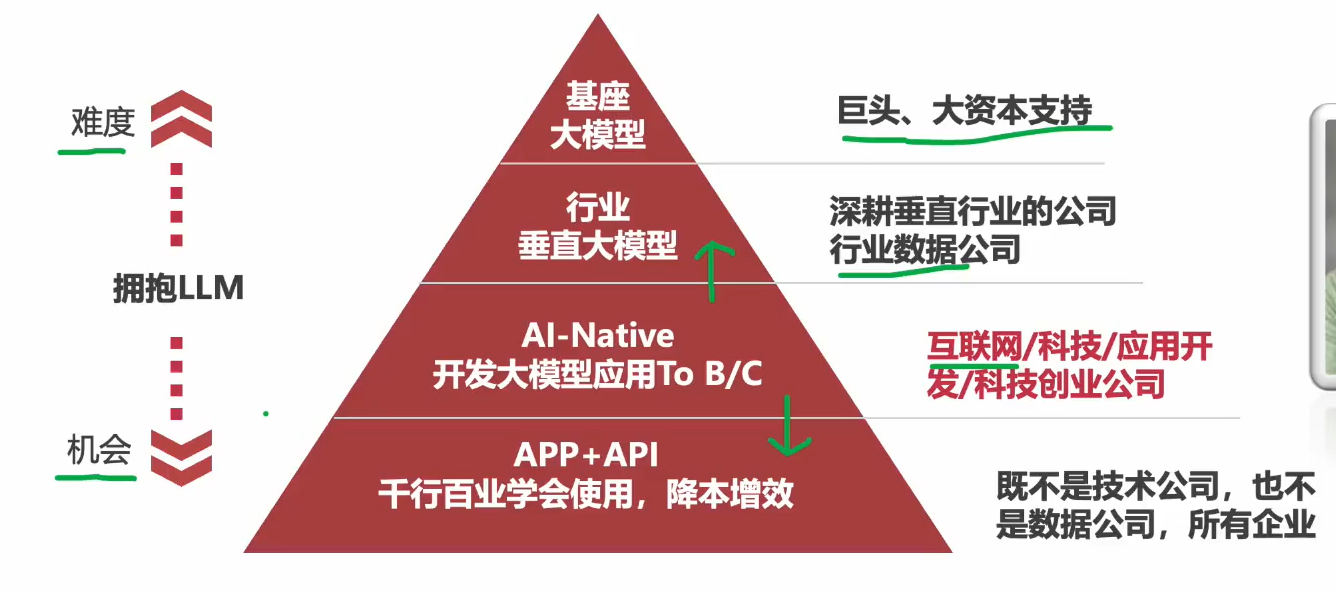 难度
拥抱LLM
机会
基座
大模型
巨头、大资本支持
行业
垂直大模型
深耕垂直行业的公司
行业数据公司
AI-Native
开发大模型应用To B/C
互联网/科技/应用开
发/科技创业公司
APP+API
千行百业学会使用，降本增效
既不是技术公司，也不
是数据公司，所有企业